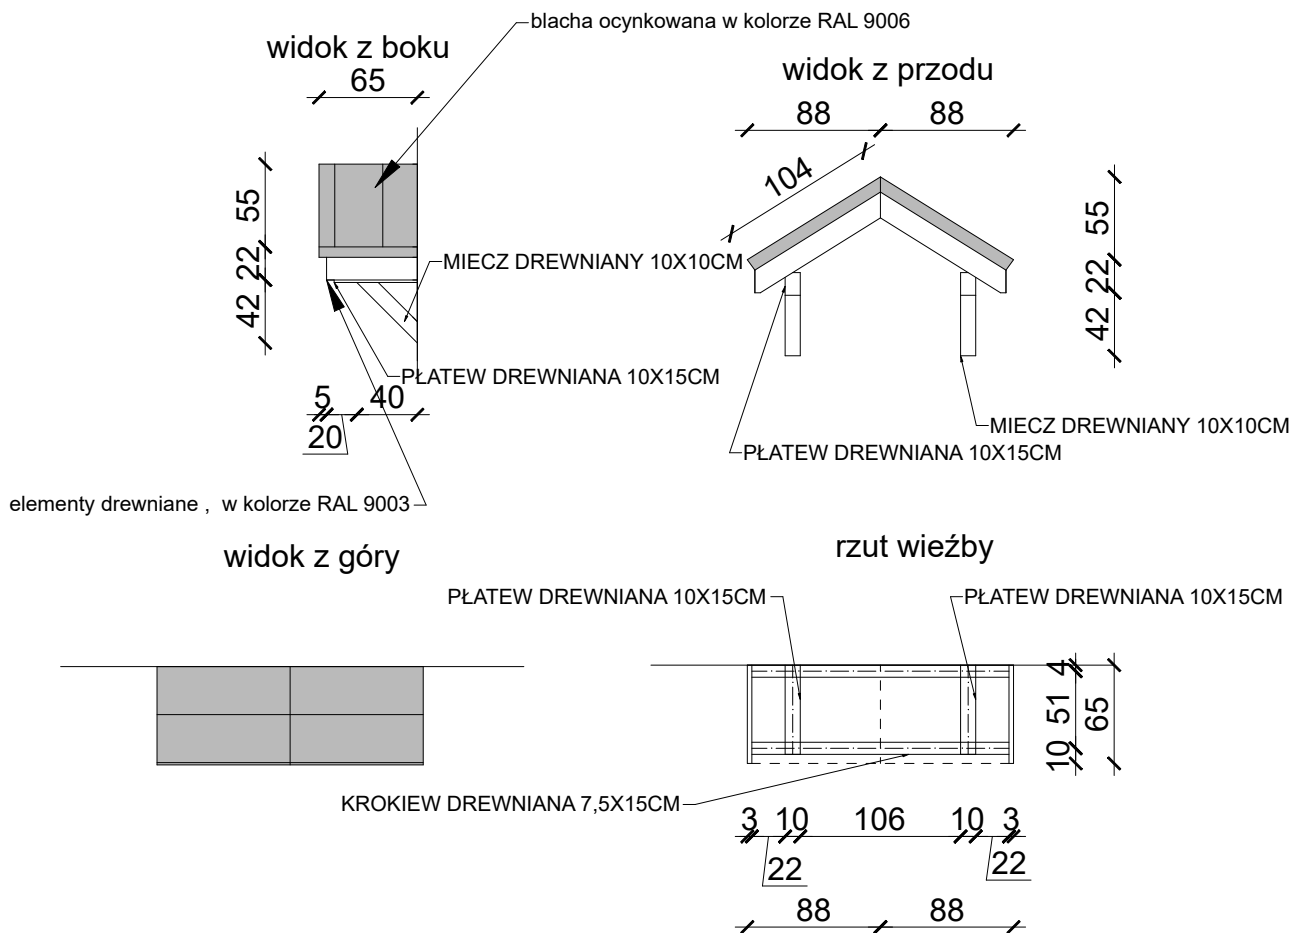 blacha ocynkowana w kolorze RAL 9006
widok z boku
65
55
22
42
MIECZ DREWNIANY 10X10CM
PŁATEW DREWNIANA 10X15CM
5
40
20
elementy drewniane , w kolorze RAL 9003
widok z przodu
88
88
104
55
22
42
MIECZ DREWNIANY 10X10CM
PŁATEW DREWNIANA 10X15CM
widok z góry
rzut wieźby
PŁATEW DREWNIANA 10X15CM
PŁATEW DREWNIANA 10X15CM
4
51
10
65
KROKIEW DREWNIANA 7,5X15CM
3
10
106
10
3
22
22
88
88